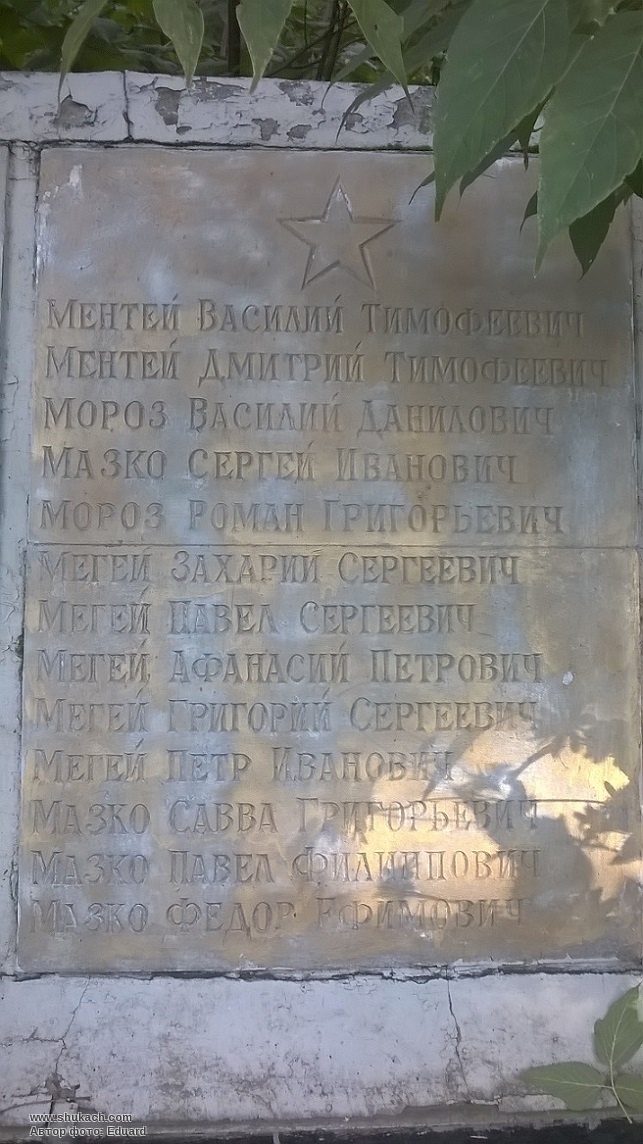 Ментей Василий Тимофеевич
Ментей Дмитрий Тимофеевич
Мороз Василий Данилович
Мазко Сергей Иванович
Мороз Роман Григорьевич
Мегей Захарий Сергеевич
Мегей Павел Сергеевич
Мегей Афанасий Петрович
Мегей Григорий Сергеевич
Мегей Петр Иванович
Мазко Савва Григорьевич
Мазко Павел Филиппович
Мазко Федор Ефимович
www.shukach.com
Автор фото: Eduard